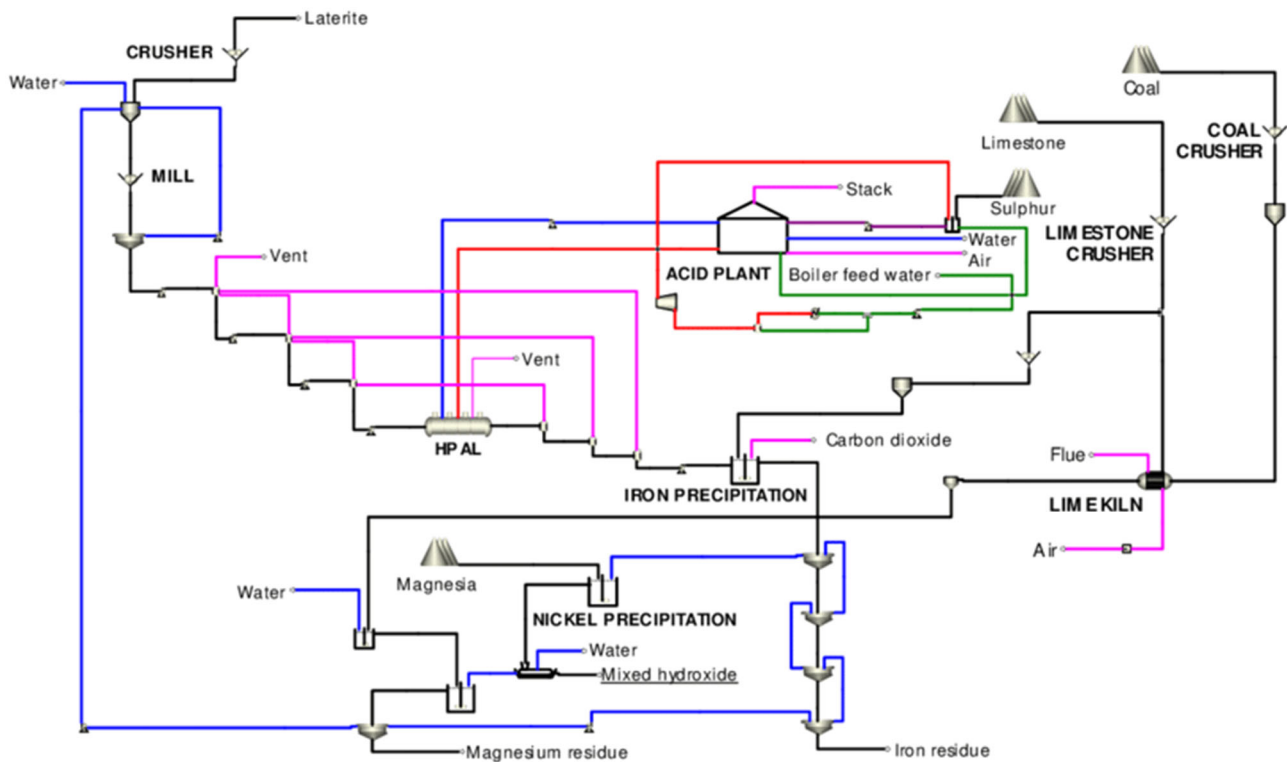 Laterite
CRUSHER
Water
Coal
Limestone
COAL
CRUSHER
MILL
Stack
Sulphur
LIMESTONE
CRUSHER
Water
Vent
Air
ACID PLANT
Boiler feed water
Vent
HPAL
Carbon dioxide
Flue
IRON PRECIPITATION
LIME KILN
Air
Magnesia
Water
NICKEL PRECIPITATION
Water
Mixed hydroxide
Magnesium residue
Iron residue